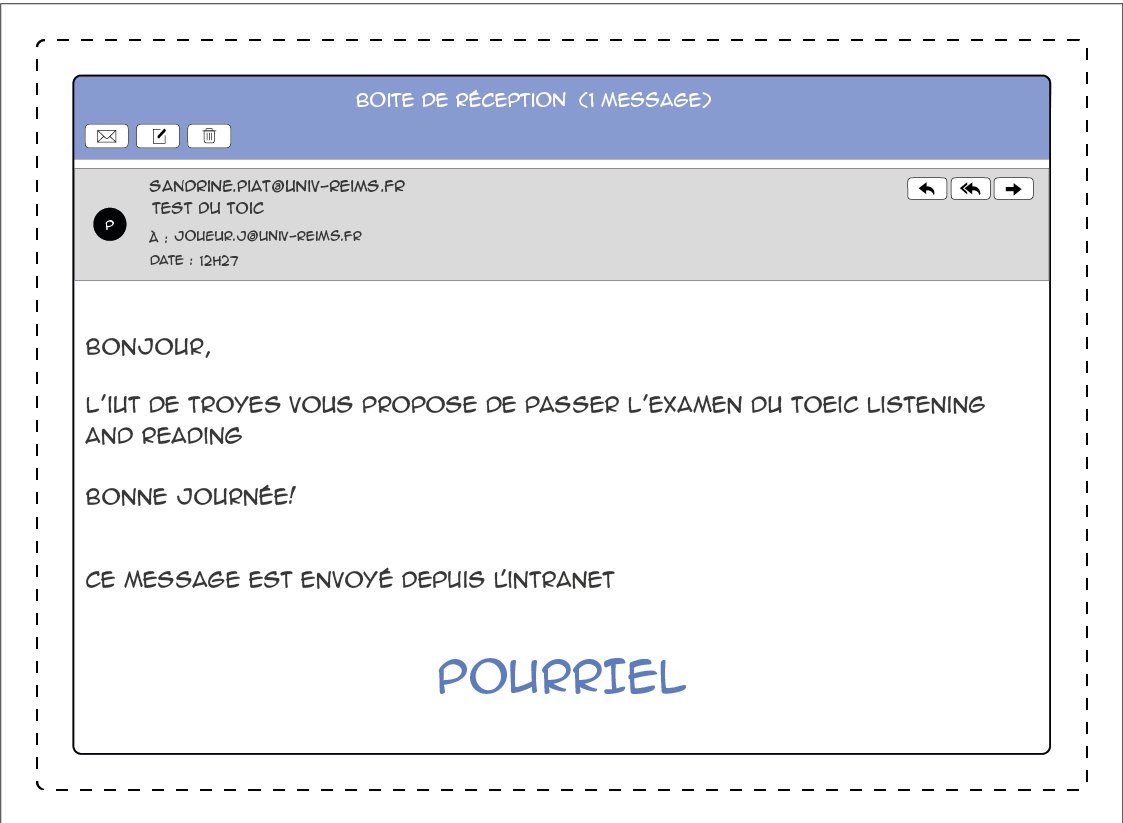 BOITE DE RÉCEPTION (1 MESSAGE)
SANDRINE.PIAT@UNIV-REIMS.FR
TEST DU TOIC
P
À : JOUEUR.J@UNIV-REIMS.FR
DATE : 12H27
BONJOUR,
L'IUT DE TROYES VOUS PROPOSE DE PASSER L'EXAMEN DU TOEIC LISTENING
AND READING
BONNE JOURNÉE!
CE MESSAGE EST ENVOYÉ DEPUIS L'INTRANET
POURRIEL